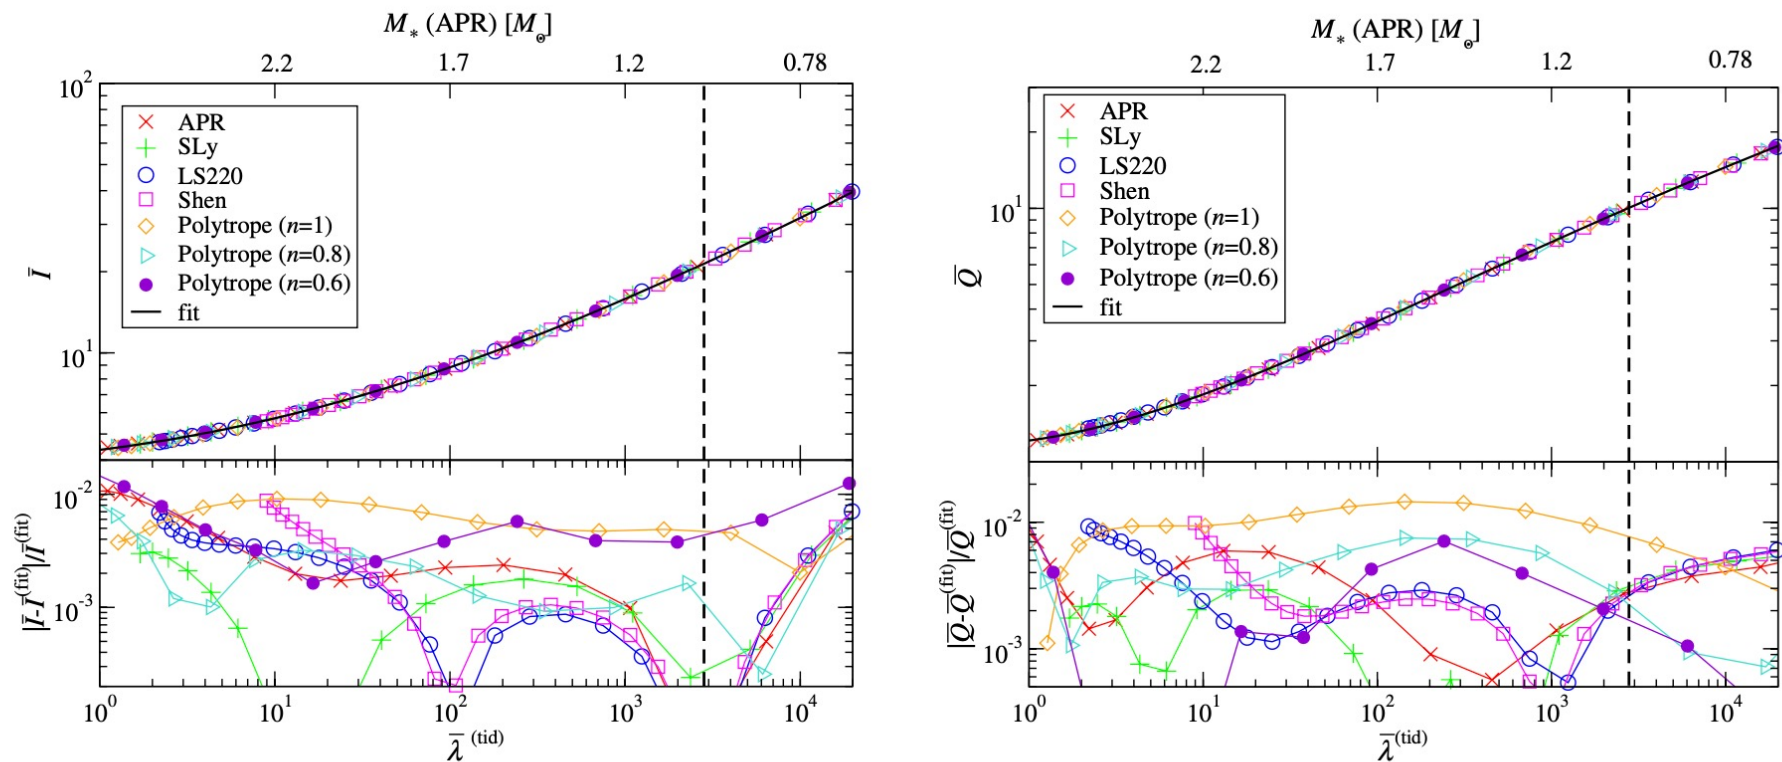 M* (APR) [M⊙]
2.2 1.7 1.2 0.78
10²
APR
SLy
LS220
Shen
Polytrope (n=1)
Polytrope (n=0.8)
Polytrope (n=0.6)
fit
Ī
10¹
10⁻²
10⁻³
|Ī-Ī⁽ᶠⁱᵗ⁾|/Ī⁽ᶠⁱᵗ⁾
10⁰ 10¹ 10² 10³ 10⁴
λ̄ ⁽ᵗⁱᵈ⁾
M* (APR) [M⊙]
2.2 1.7 1.2 0.78
APR
SLy
LS220
Shen
Polytrope (n=1)
Polytrope (n=0.8)
Polytrope (n=0.6)
fit
Q̄
10¹
10⁻²
10⁻³
|Q̄-Q̄⁽ᶠⁱᵗ⁾|/Q̄⁽ᶠⁱᵗ⁾
10⁰ 10¹ 10² 10³ 10⁴
λ̄ ⁽ᵗⁱᵈ⁾